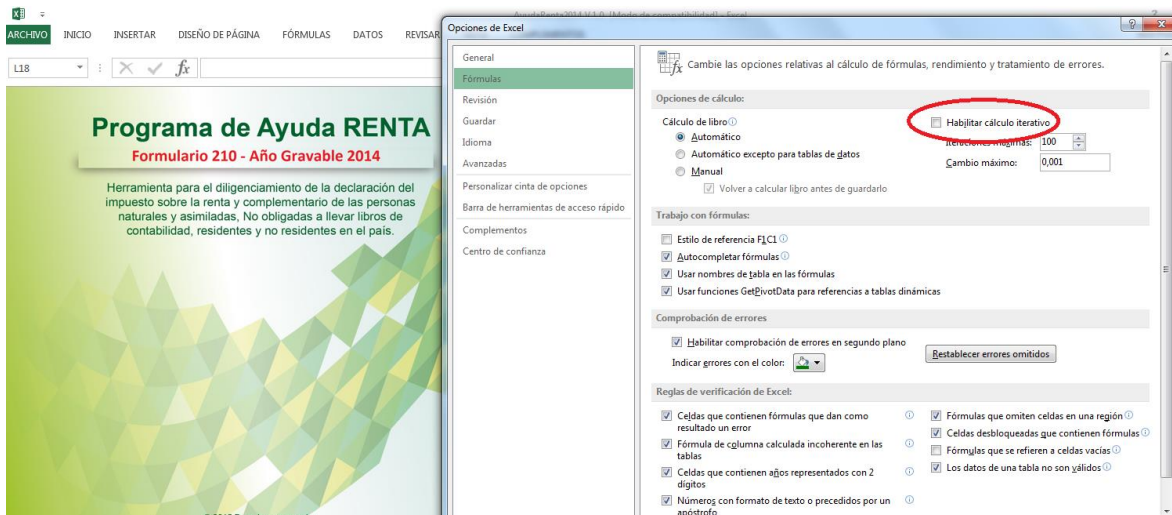 AyudaRenta2014 V 1.0 [Modo de compatibilidad] - Excel
ARCHIVO INICIO INSERTAR DISEÑO DE PÁGINA FÓRMULAS DATOS REVISAR
L18
fx
Programa de Ayuda RENTA
Formulario 210 - Año Gravable 2014
Herramienta para el diligenciamiento de la declaración del
impuesto sobre la renta y complementario de las personas
naturales y asimiladas, No obligadas a llevar libros de
contabilidad, residentes y no residentes en el país.
Opciones de Excel
General
Fórmulas
Revisión
Guardar
Idioma
Avanzadas
Personalizar cinta de opciones
Barra de herramientas de acceso rápido
Complementos
Centro de confianza
Cambie las opciones relativas al cálculo de fórmulas, rendimiento y tratamiento de errores.
Opciones de cálculo:
Cálculo de libro
Automático
Automático excepto para tablas de datos
Manual
Volver a calcular libro antes de guardarlo
Habilitar cálculo iterativo
Iteraciones máximas: 100
Cambio máximo: 0,001
Trabajo con fórmulas:
Estilo de referencia F1C1
Autocompletar fórmulas
Usar nombres de tabla en las fórmulas
Usar funciones GetPivotData para referencias a tablas dinámicas
Comprobación de errores
Habilitar comprobación de errores en segundo plano
Indicar errores con el color:
Restablecer errores omitidos
Reglas de verificación de Excel:
Celdas que contienen fórmulas que dan como
resultado un error
Fórmula de columna calculada incoherente en las
tablas
Celdas que contienen años representados con 2
dígitos
Números con formato de texto o precedidos por un
apóstrofo
Fórmulas que omiten celdas en una región
Celdas desbloqueadas que contienen fórmulas
Fórmulas que se refieren a celdas vacías
Los datos de una tabla no son válidos